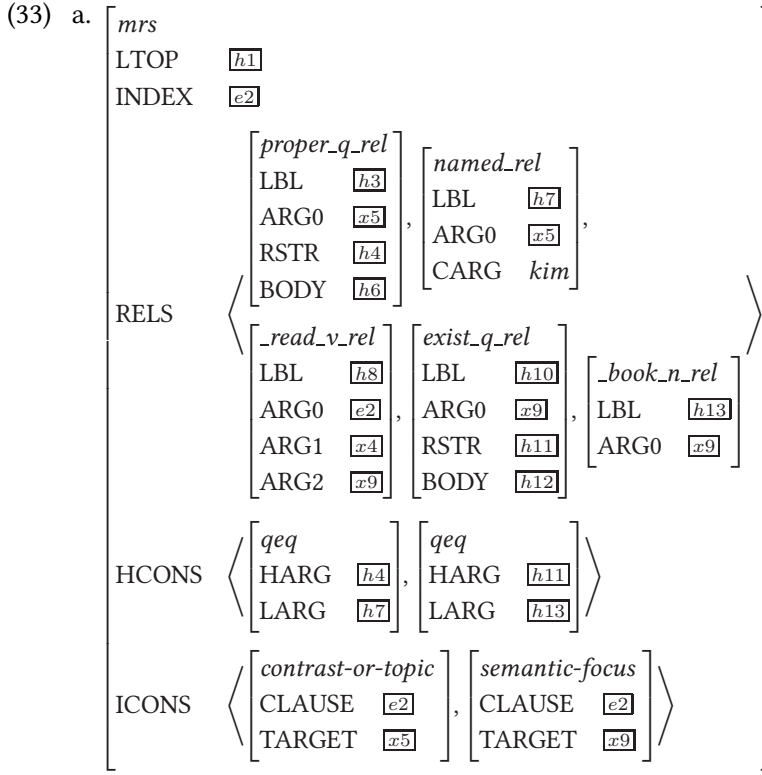 (33) a. mrs
LTOP h1
INDEX e2
proper_q_rel named_rel
LBL h3 LBL h7
ARG0 x5 , ARG0 x5 ,
RSTR h4 CARG kim
BODY h6
RELS
_read_v_rel exist_q_rel _book_n_rel
LBL h8 LBL h10 LBL h13
ARG0 e2 , ARG0 x9 , ARG0 x9
ARG1 x4 RSTR h11
ARG2 x9 BODY h12
qeq qeq
HCONS HARG h4 , HARG h11
LARG h7 LARG h13
contrast-or-topic semantic-focus
ICONS CLAUSE e2 , CLAUSE e2
TARGET x5 TARGET x9